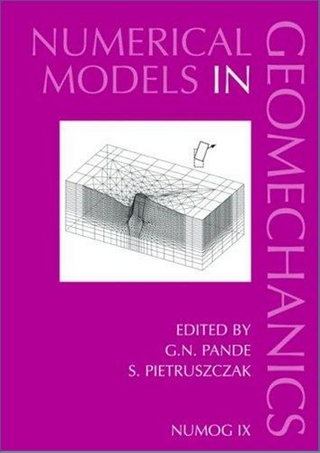 NUMERICAL
MODELS IN
GEOMECHANICS
EDITED BY
G.N. PANDE
S. PIETRUSZCZAK
NUMOG IX